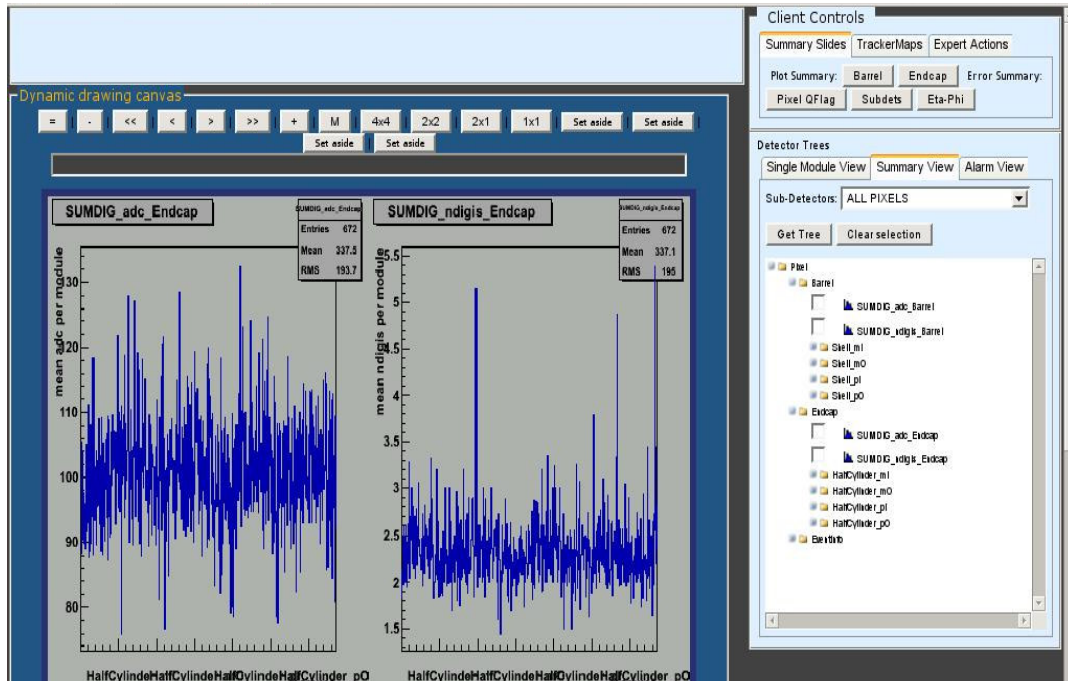 Client Controls
Summary Slides TrackerMaps Expert Actions
Plot Summary: Barrel Endcap Error Summary:
Pixel QFlag Subdets Eta-Phi
Dynamic drawing canvas
= | - | << | < | > | >> | + | M | 4x4 | 2x2 | 2x1 | 1x1 | Set aside | Set aside |
Set aside | Set aside
SUMDIG_adc_Endcap
SUMDIG_adc_Endcap
Entries 672
Mean 337.5
RMS 193.7
mean adc per module
130
120
110
100
90
80
SUMDIG_ndigis_Endcap
SUMDIG_ndigis_Endcap
Entries 672
Mean 337.1
RMS 195
mean ndigis per module
5.5
5
4.5
4
3.5
3
2.5
2
1.5
Detector Trees
Single Module View Summary View Alarm View
Sub-Detectors: ALL PIXELS
Get Tree Clear selection
Pixel
Barrel
SUMDIG_adc_Barrel
SUMDIG_ndigis_Barrel
Shell_mI
Shell_mO
Shell_pI
Shell_pO
Endcap
SUMDIG_adc_Endcap
SUMDIG_ndigis_Endcap
HalfCylinder_mI
HalfCylinder_mO
HalfCylinder_pI
HalfCylinder_pO
EventInfo